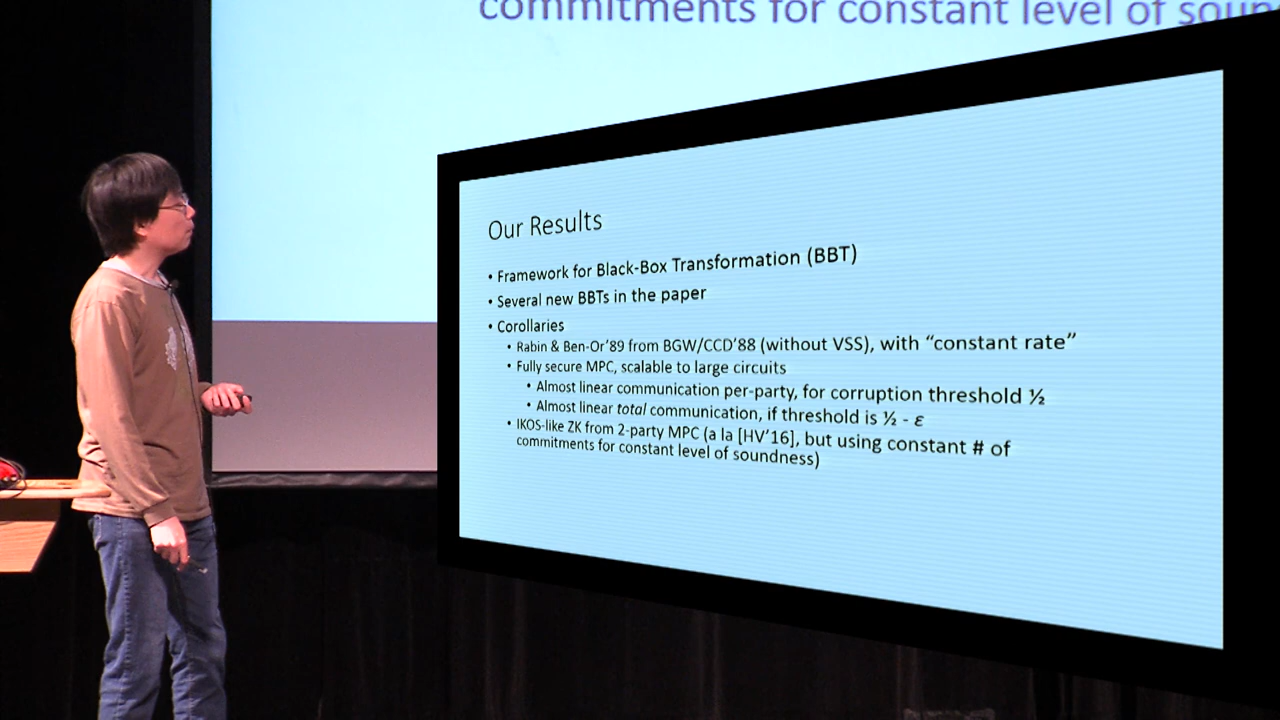 commitments for constant level of soun
Our Results
• Framework for Black-Box Transformation (BBT)
• Several new BBTs in the paper
• Corollaries
• Rabin & Ben-Or'89 from BGW/CCD'88 (without VSS), with “constant rate”
• Fully secure MPC, scalable to large circuits
• Almost linear communication per-party, for corruption threshold ½
• Almost linear total communication, if threshold is ½ - ε
• IKOS-like ZK from 2-party MPC (a la [HV'16], but using constant # of
commitments for constant level of soundness)